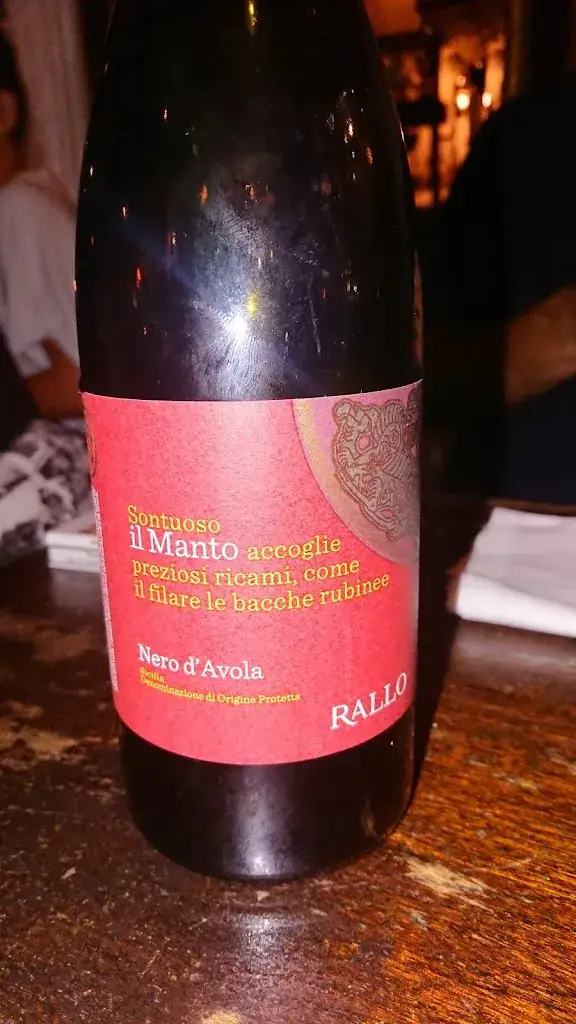 Sontuoso
il Manto accoglie
preziosi ricami, come
il filare le bacche rubinee
Nero d'Avola
Sicilia
Denominazione di Origine Protetta
RALLO